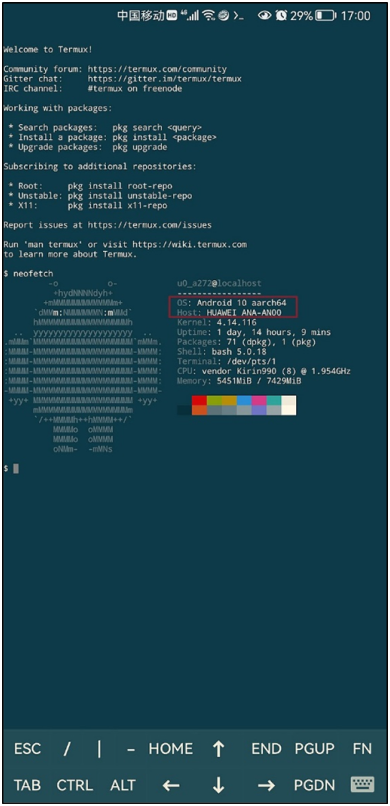 中国移动 HD 4G >_ 29% 17:00
Welcome to Termux!
Community forum: https://termux.com/community
Gitter chat:     https://gitter.im/termux/termux
IRC channel:     #termux on freenode
Working with packages:
 * Search packages:   pkg search <query>
 * Install a package: pkg install <package>
 * Upgrade packages:  pkg upgrade
Subscribing to additional repositories:
 * Root:     pkg install root-repo
 * Unstable: pkg install unstable-repo
 * X11:      pkg install x11-repo
Report issues at https://termux.com/issues
Run 'man termux' or visit https://wiki.termux.com
to learn more about Termux.
$ neofetch
u0_a272@localhost
-----------------
OS: Android 10 aarch64
Host: HUAWEI ANA-AN00
Kernel: 4.14.116
Uptime: 1 day, 14 hours, 9 mins
Packages: 71 (dpkg), 1 (pkg)
Shell: bash 5.0.18
Terminal: /dev/pts/1
CPU: vendor Kirin990 (8) @ 1.954GHz
Memory: 5451MiB / 7429MiB
$
ESC / | - HOME ↑ END PGUP FN
TAB CTRL ALT ← ↓ → PGDN